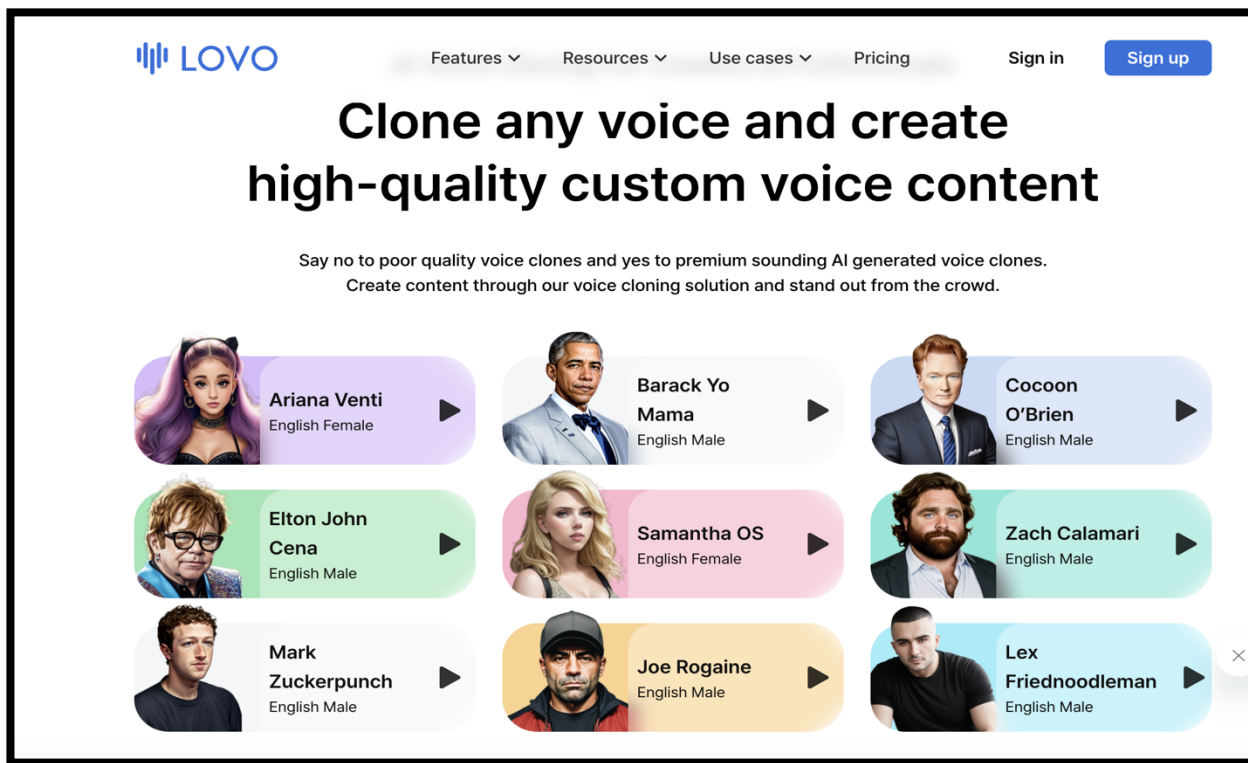 LOVO
Features
Resources
Use cases
Pricing
Sign in
Sign up
Clone any voice and create
high-quality custom voice content
Say no to poor quality voice clones and yes to premium sounding AI generated voice clones.
Create content through our voice cloning solution and stand out from the crowd.
Ariana Venti
English Female
Barack Yo
Mama
English Male
Cocoon
O’Brien
English Male
Elton John
Cena
English Male
Samantha OS
English Female
Zach Calamari
English Male
Mark
Zuckerpunch
English Male
Joe Rogaine
English Male
Lex
Friednoodleman
English Male